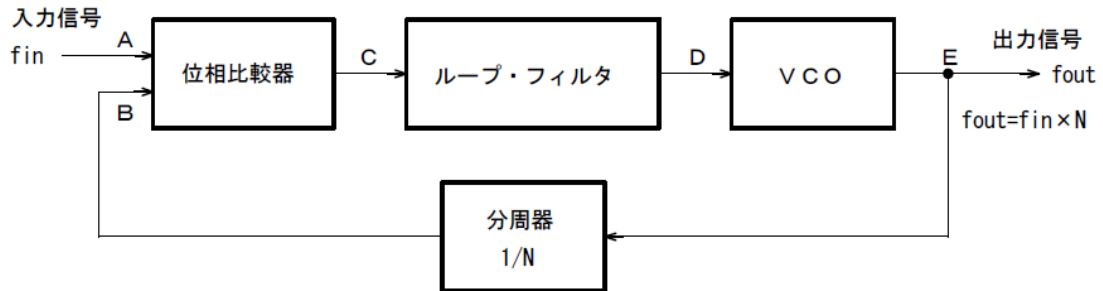 入力信号
fin
A
B
位相比較器
C
ループ・フィルタ
D
VCO
E
出力信号
fout
fout=fin×N
分周器
1/N